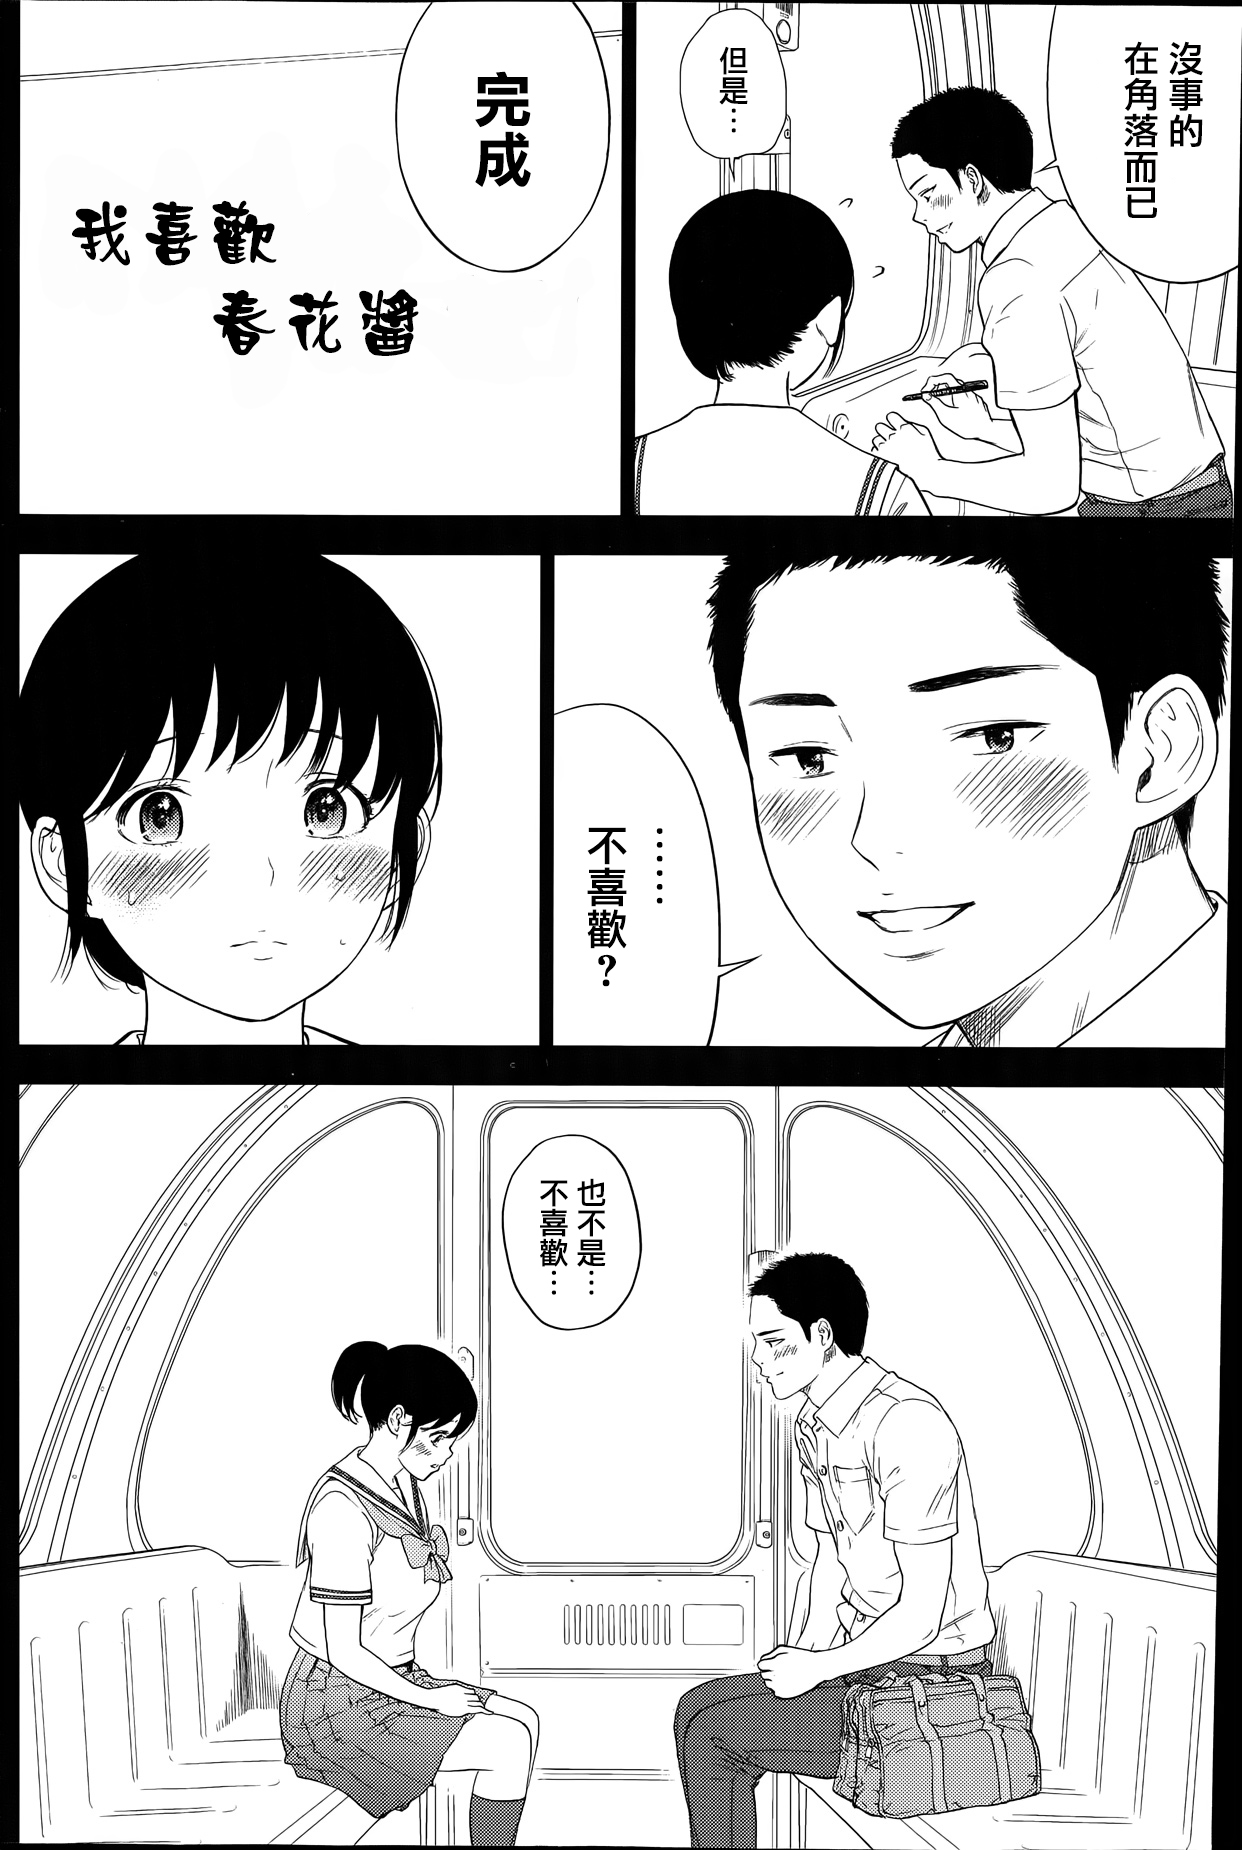 沒事的
在角落而已
但是…
完成
我喜歡
春花醬
……
不喜歡？
也不是…
不喜歡…